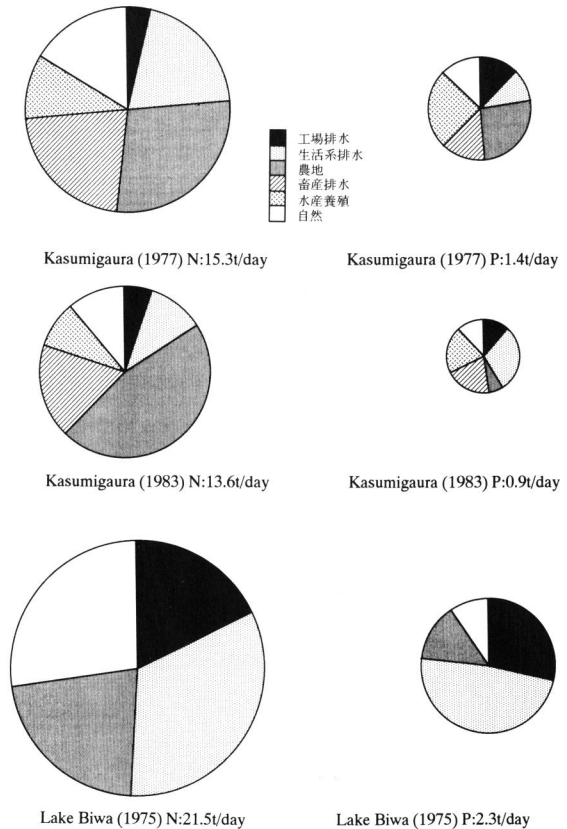 工場排水
生活系排水
農地
畜産排水
水産養殖
自然
Kasumigaura (1977) N:15.3t/day
Kasumigaura (1977) P:1.4t/day
Kasumigaura (1983) N:13.6t/day
Kasumigaura (1983) P:0.9t/day
Lake Biwa (1975) N:21.5t/day
Lake Biwa (1975) P:2.3t/day